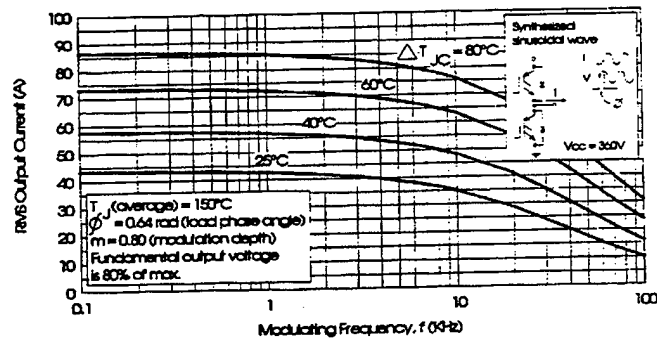 100
90
80
70
60
50
40
30
20
10
0
RMS Output Current (A)
△ T JC = 80°C
60°C
40°C
25°C
Synthesized
sinusoidal wave
Vcc = 360V
T J (average) = 150°C
ϕ = 0.64 rad (load phase angle)
m = 0.80 (modulation depth)
Fundamental output voltage
is 80% of max.
0.1
1
10
100
Modulating Frequency, f (KHz)